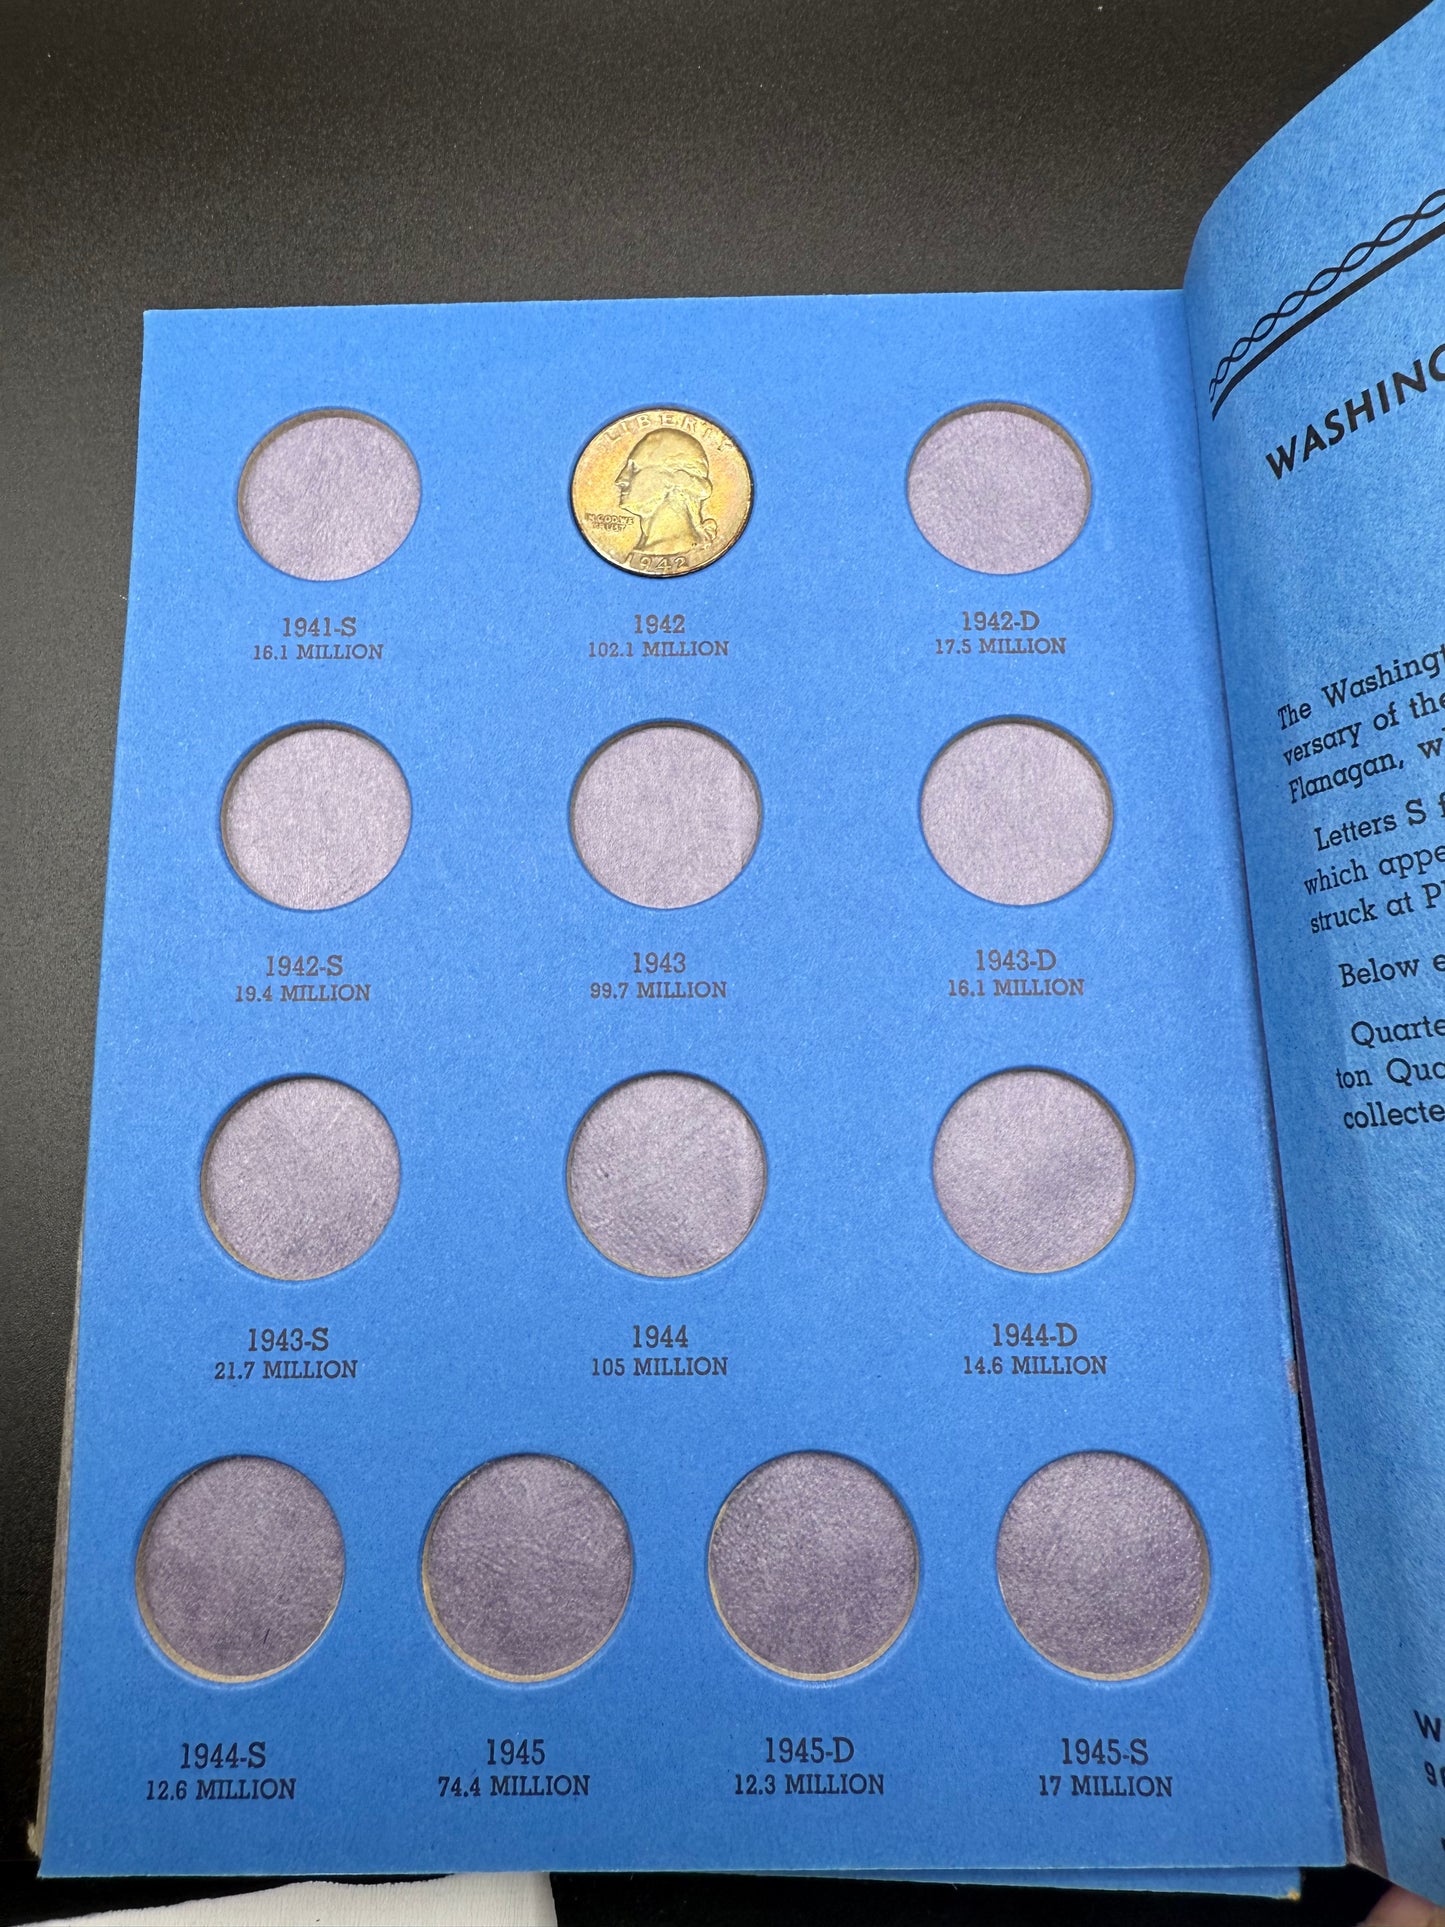 LIBERTY
IN GOD WE
TRUST
1942
1941-S
16.1 MILLION
1942
102.1 MILLION
1942-D
17.5 MILLION
1942-S
19.4 MILLION
1943
99.7 MILLION
1943-D
16.1 MILLION
1943-S
21.7 MILLION
1944
105 MILLION
1944-D
14.6 MILLION
1944-S
12.6 MILLION
1945
74.4 MILLION
1945-D
12.3 MILLION
1945-S
17 MILLION
WASHING
The Washingt
versary of the
Flanagan, w
Letters S f
which appe
struck at P
Below e
Quarte
ton Qua
collecte
W